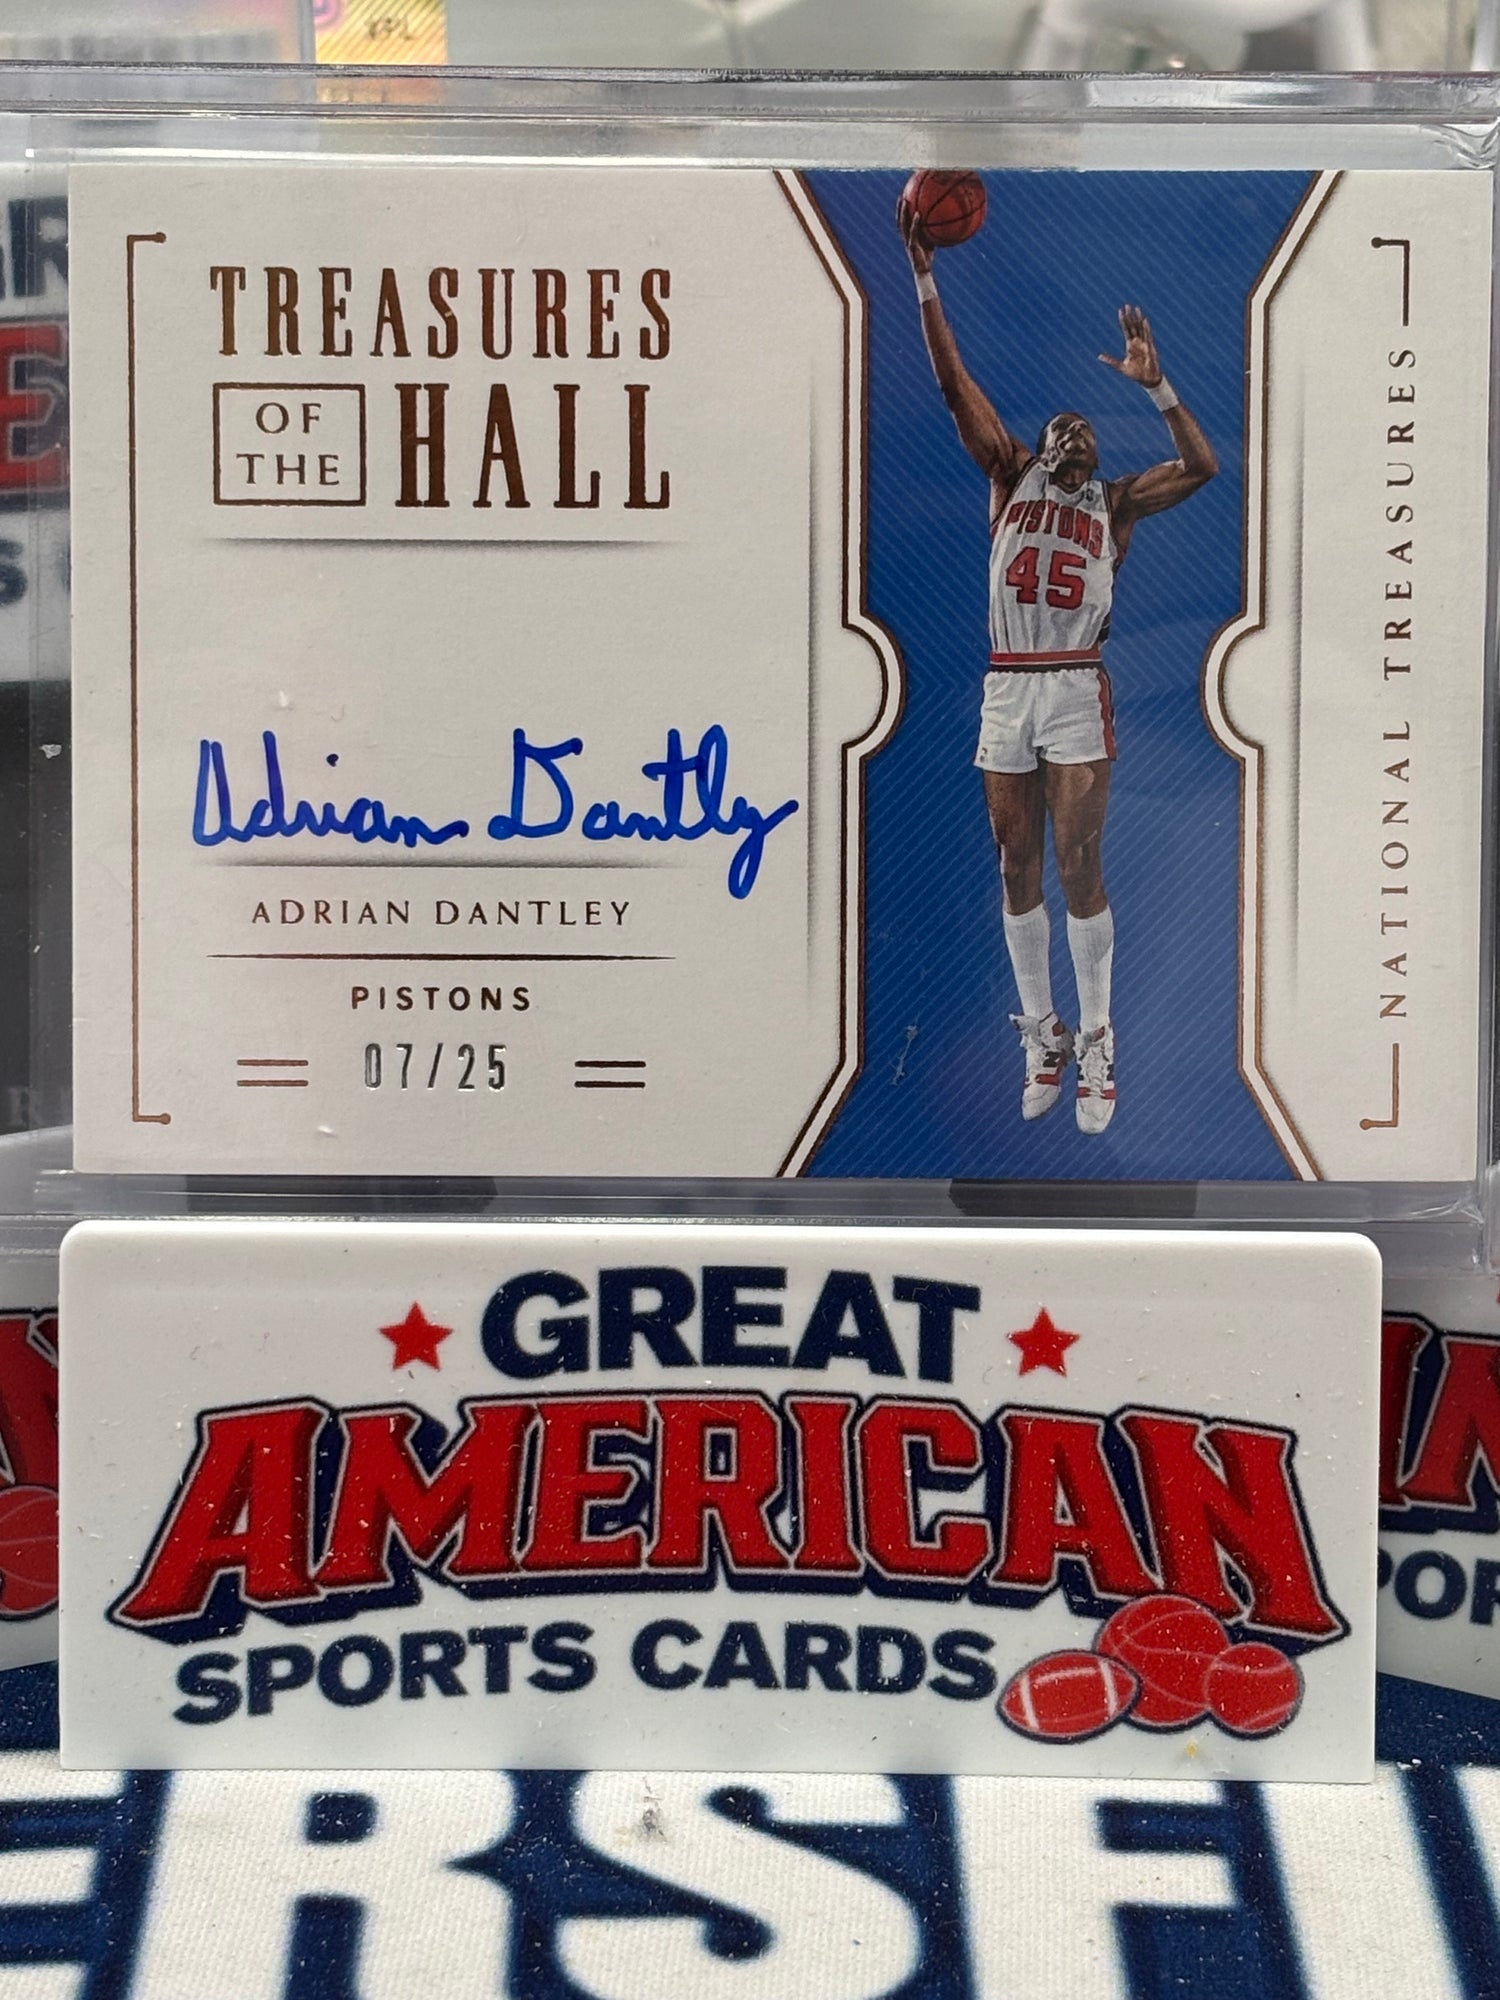 TREASURES
OF THE HALL
Adrian Dantley
ADRIAN DANTLEY
PISTONS
07/25
PISTONS
45
NATIONAL TREASURES
GREAT
AMERICAN
SPORTS CARDS
ERSFI